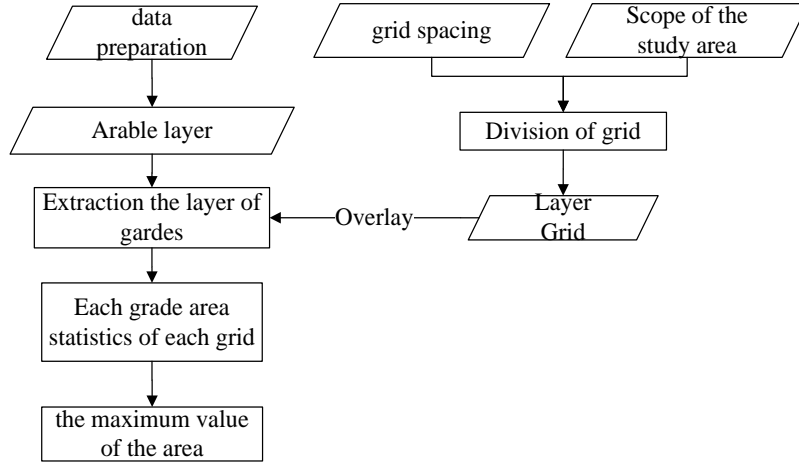 data
preparation
grid spacing
Scope of the
study area
Arable layer
Division of grid
Extraction the layer of
gardes
Overlay
Layer
Grid
Each grade area
statistics of each grid
the maximum value
of the area